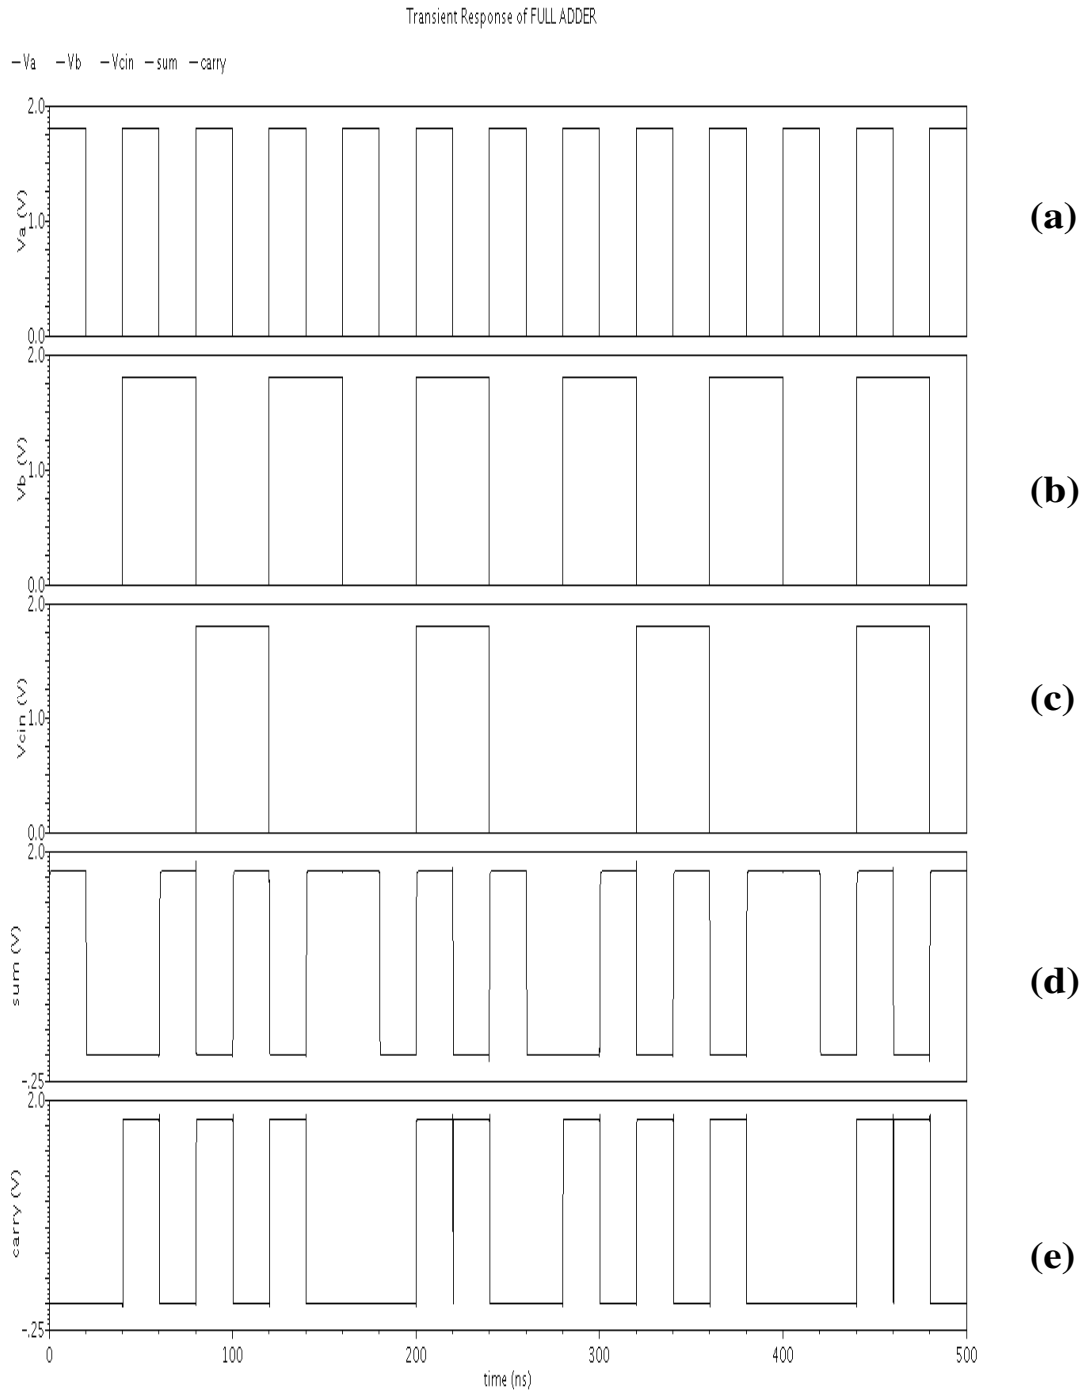 Transient Response of FULL ADDER
—Va —Vb —Vcin —sum —carry
2.0
1.0
0.0
Va (V)
(a)
2.0
1.0
0.0
Vb (V)
(b)
2.0
1.0
0.0
Vcin (V)
(c)
2.0
-.25
sum (V)
(d)
2.0
-.25
carry (V)
(e)
0 100 200 300 400 500
time (ns)